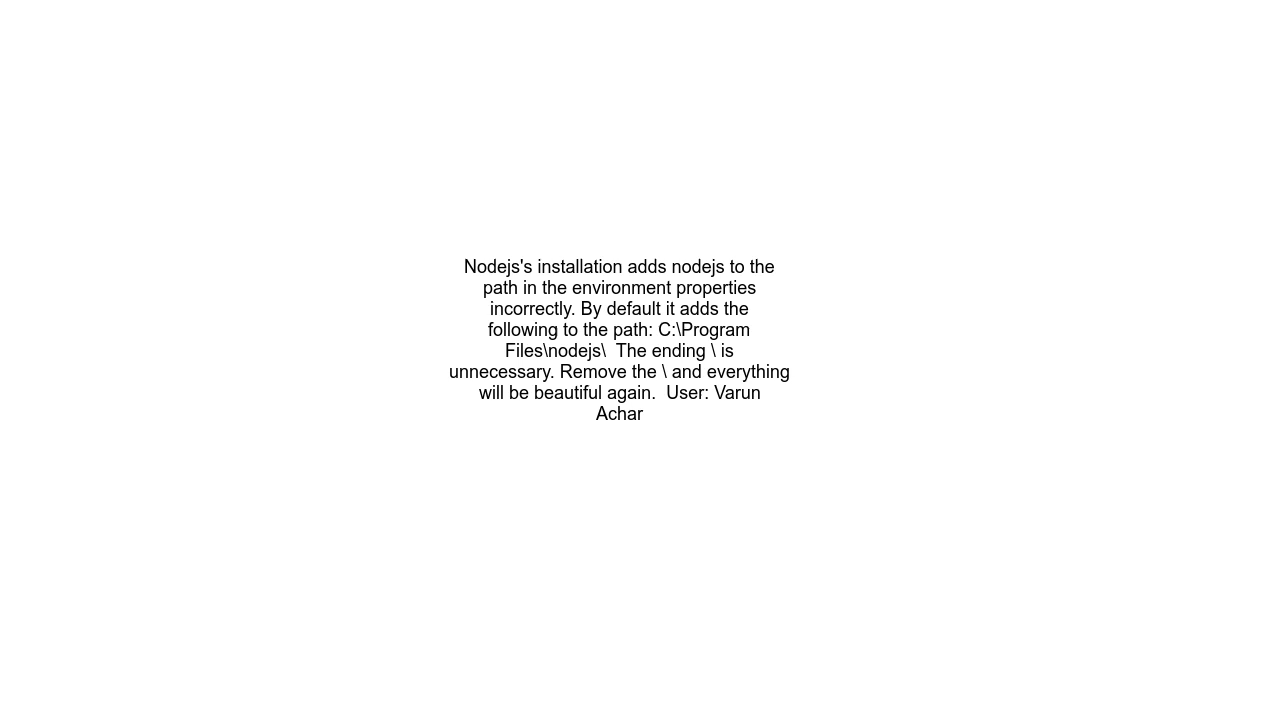 Nodejs's installation adds nodejs to the
path in the environment properties
incorrectly. By default it adds the
following to the path: C:\Program
Files\nodejs\  The ending \ is
unnecessary. Remove the \ and everything
will be beautiful again.  User: Varun
Achar